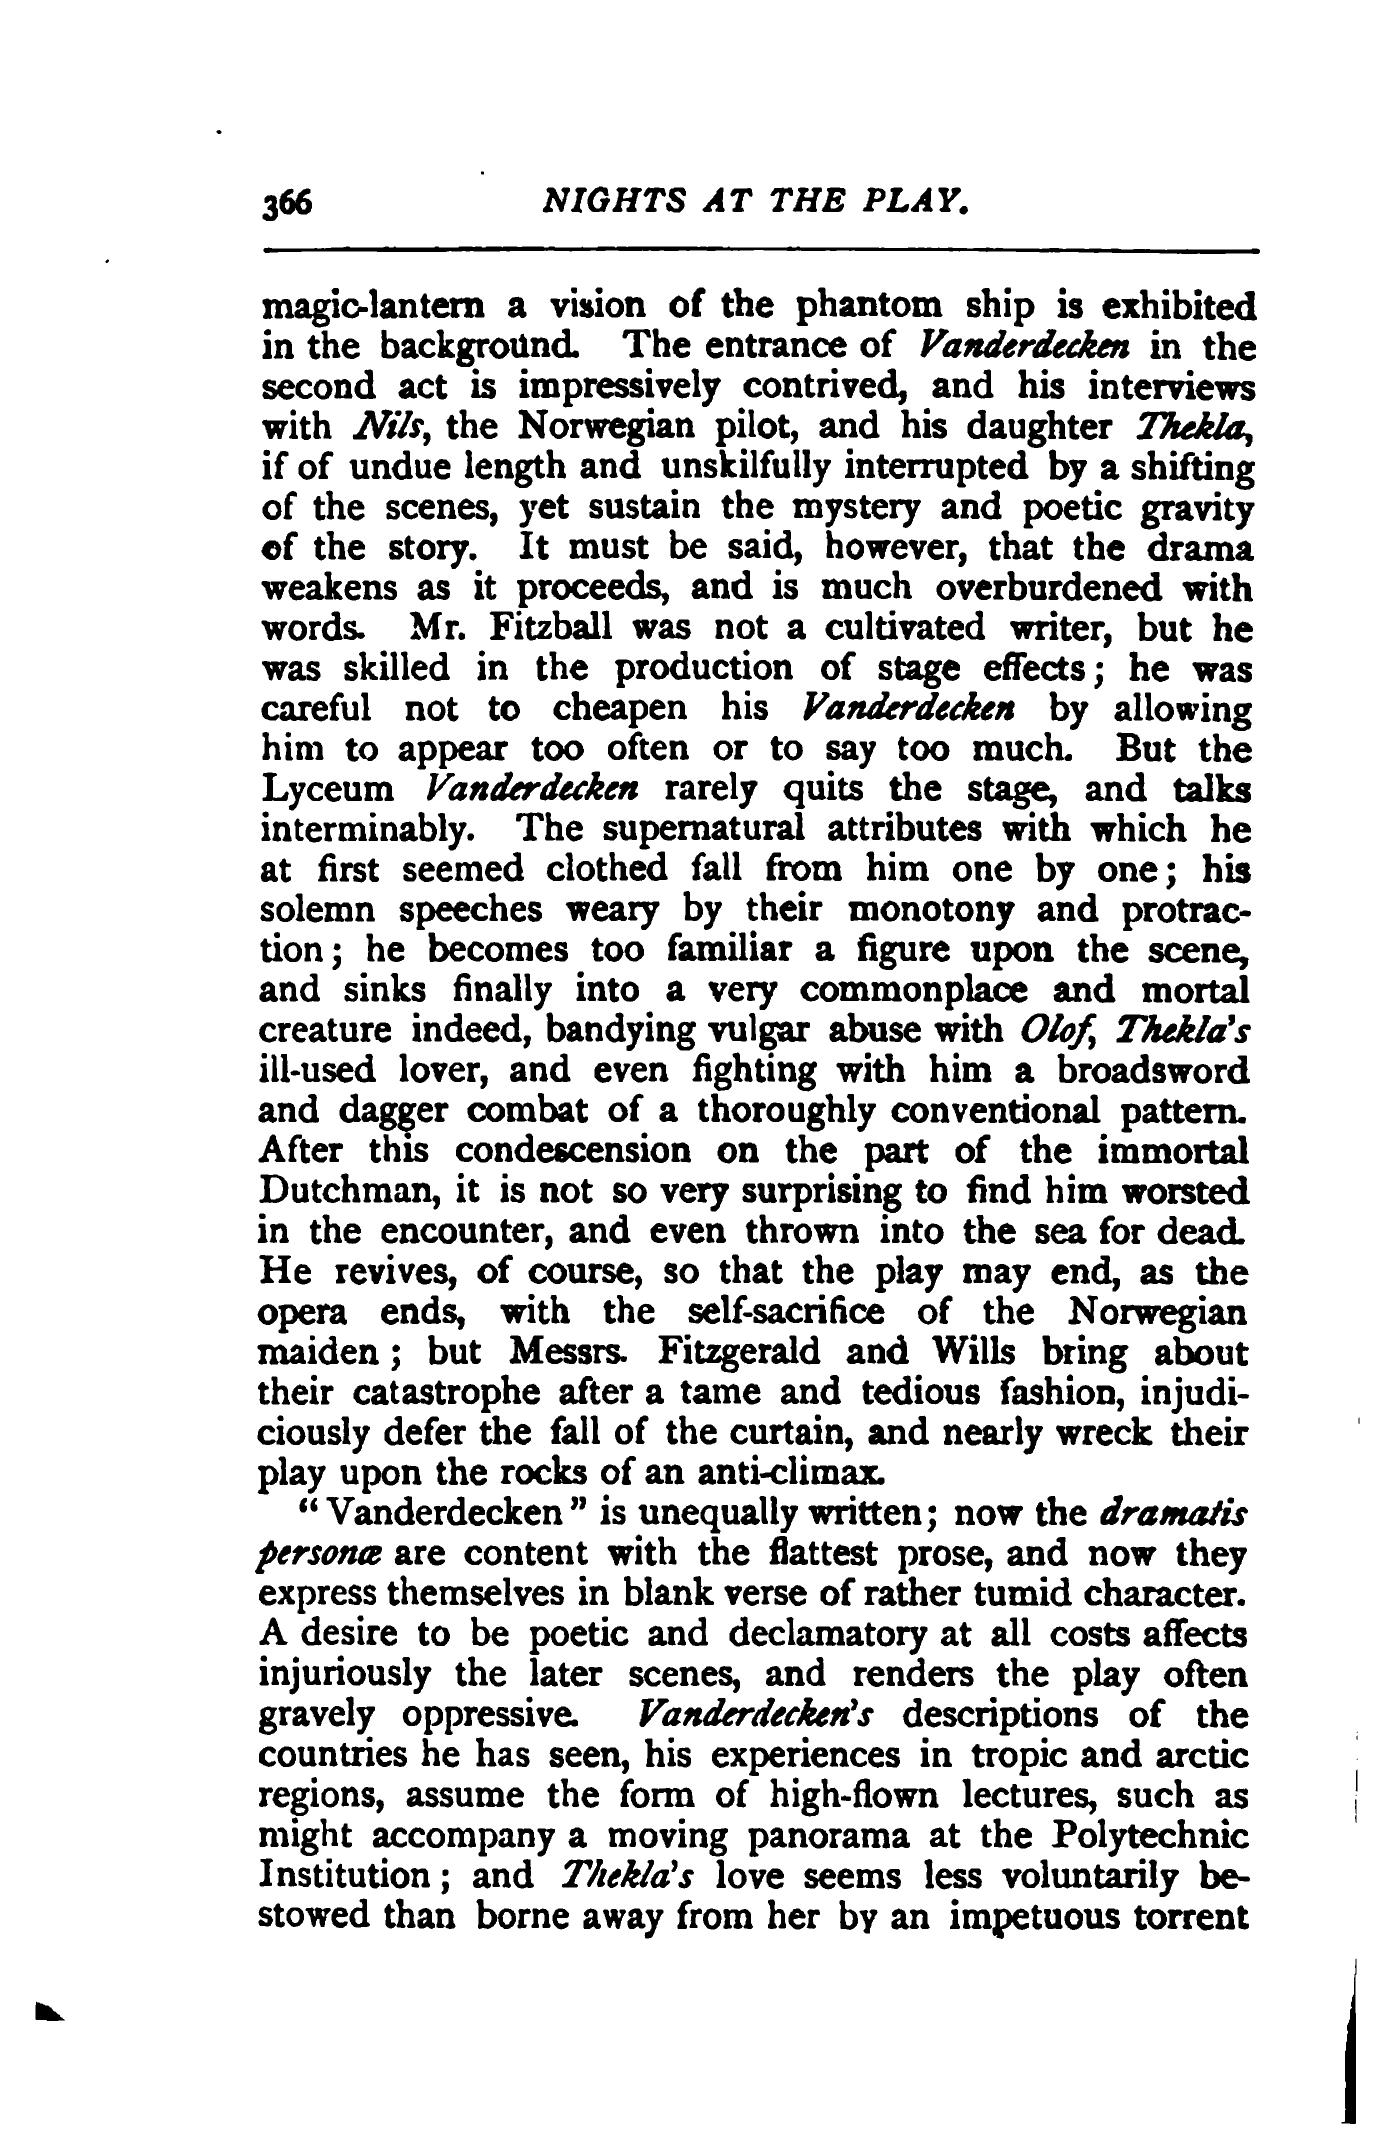 366 NIGHTS AT THE PLAY.
magic-lantern a vision of the phantom ship is exhibited
in the background. The entrance of Vanderdecken in the
second act is impressively contrived, and his interviews
with Nils, the Norwegian pilot, and his daughter Thekla,
if of undue length and unskilfully interrupted by a shifting
of the scenes, yet sustain the mystery and poetic gravity
of the story. It must be said, however, that the drama
weakens as it proceeds, and is much overburdened with
words. Mr. Fitzball was not a cultivated writer, but he
was skilled in the production of stage effects; he was
careful not to cheapen his Vanderdecken by allowing
him to appear too often or to say too much. But the
Lyceum Vanderdecken rarely quits the stage, and talks
interminably. The supernatural attributes with which he
at first seemed clothed fall from him one by one; his
solemn speeches weary by their monotony and protrac-
tion; he becomes too familiar a figure upon the scene,
and sinks finally into a very commonplace and mortal
creature indeed, bandying vulgar abuse with Olof, Thekla's
ill-used lover, and even fighting with him a broadsword
and dagger combat of a thoroughly conventional pattern.
After this condescension on the part of the immortal
Dutchman, it is not so very surprising to find him worsted
in the encounter, and even thrown into the sea for dead.
He revives, of course, so that the play may end, as the
opera ends, with the self-sacrifice of the Norwegian
maiden; but Messrs. Fitzgerald and Wills bring about
their catastrophe after a tame and tedious fashion, injudi-
ciously defer the fall of the curtain, and nearly wreck their
play upon the rocks of an anti-climax.
"Vanderdecken" is unequally written; now the dramatis
personæ are content with the flattest prose, and now they
express themselves in blank verse of rather tumid character.
A desire to be poetic and declamatory at all costs affects
injuriously the later scenes, and renders the play often
gravely oppressive. Vanderdecken's descriptions of the
countries he has seen, his experiences in tropic and arctic
regions, assume the form of high-flown lectures, such as
might accompany a moving panorama at the Polytechnic
Institution; and Thekla's love seems less voluntarily be-
stowed than borne away from her by an impetuous torrent